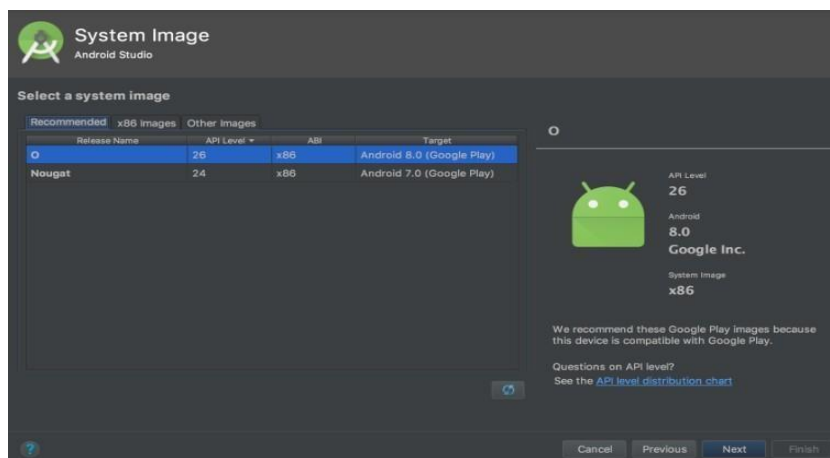 System Image
Android Studio
Select a system image
Recommended x86 Images Other Images
Release Name API Level ABI Target
O 26 x86 Android 8.0 (Google Play)
Nougat 24 x86 Android 7.0 (Google Play)
O
API Level
26
Android
8.0
Google Inc.
System Image
x86
We recommend these Google Play images because
this device is compatible with Google Play.
Questions on API level?
See the API level distribution chart
? Cancel Previous Next Finish